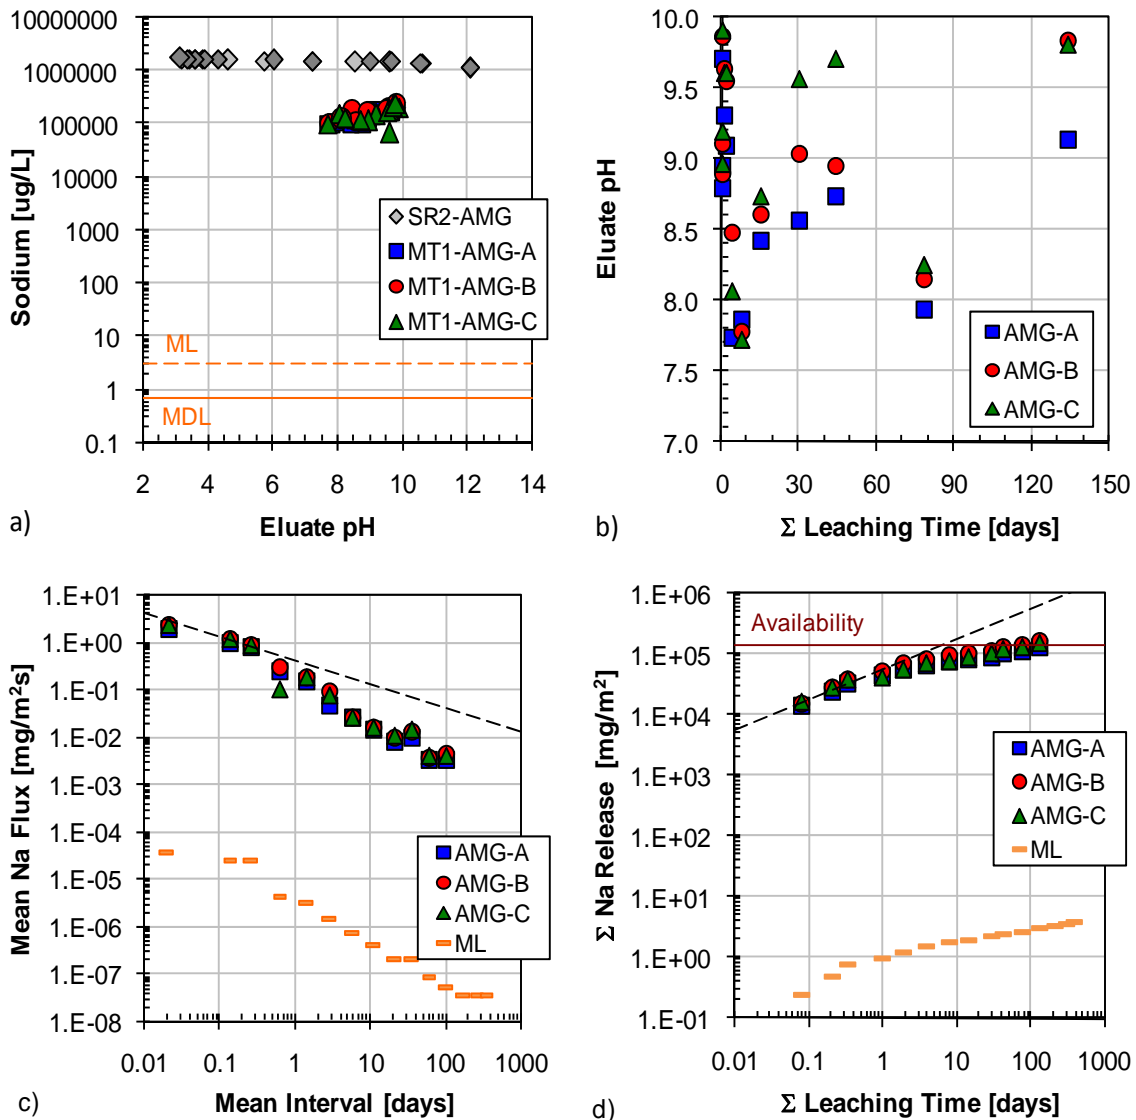 10000000
1000000
100000
10000
1000
100
10
1
0.1
Sodium [ug/L]
SR2-AMG
MT1-AMG-A
MT1-AMG-B
MT1-AMG-C
ML
MDL
2 4 6 8 10 12 14
Eluate pH
a)
10.0
9.5
9.0
8.5
8.0
7.5
7.0
Eluate pH
AMG-A
AMG-B
AMG-C
0 30 60 90 120 150
Σ Leaching Time [days]
b)
1.E+01
1.E+00
1.E-01
1.E-02
1.E-03
1.E-04
1.E-05
1.E-06
1.E-07
1.E-08
Mean Na Flux [mg/m²s]
AMG-A
AMG-B
AMG-C
ML
0.01 0.1 1 10 100 1000
Mean Interval [days]
c)
1.E+06
1.E+05
1.E+04
1.E+03
1.E+02
1.E+01
1.E+00
1.E-01
Σ Na Release [mg/m²]
Availability
AMG-A
AMG-B
AMG-C
ML
0.01 0.1 1 10 100 1000
Σ Leaching Time [days]
d)